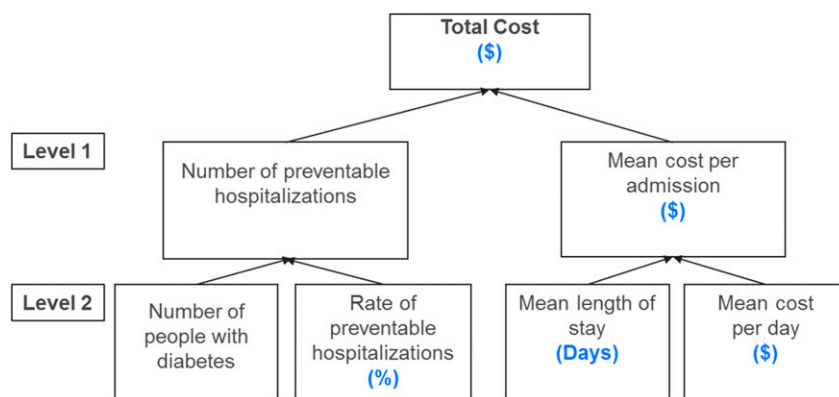 Total Cost
($)
Level 1
Number of preventable
hospitalizations
Mean cost per
admission
($)
Level 2
Number of
people with
diabetes
Rate of
preventable
hospitalizations
(%)
Mean length of
stay
(Days)
Mean cost
per day
($)